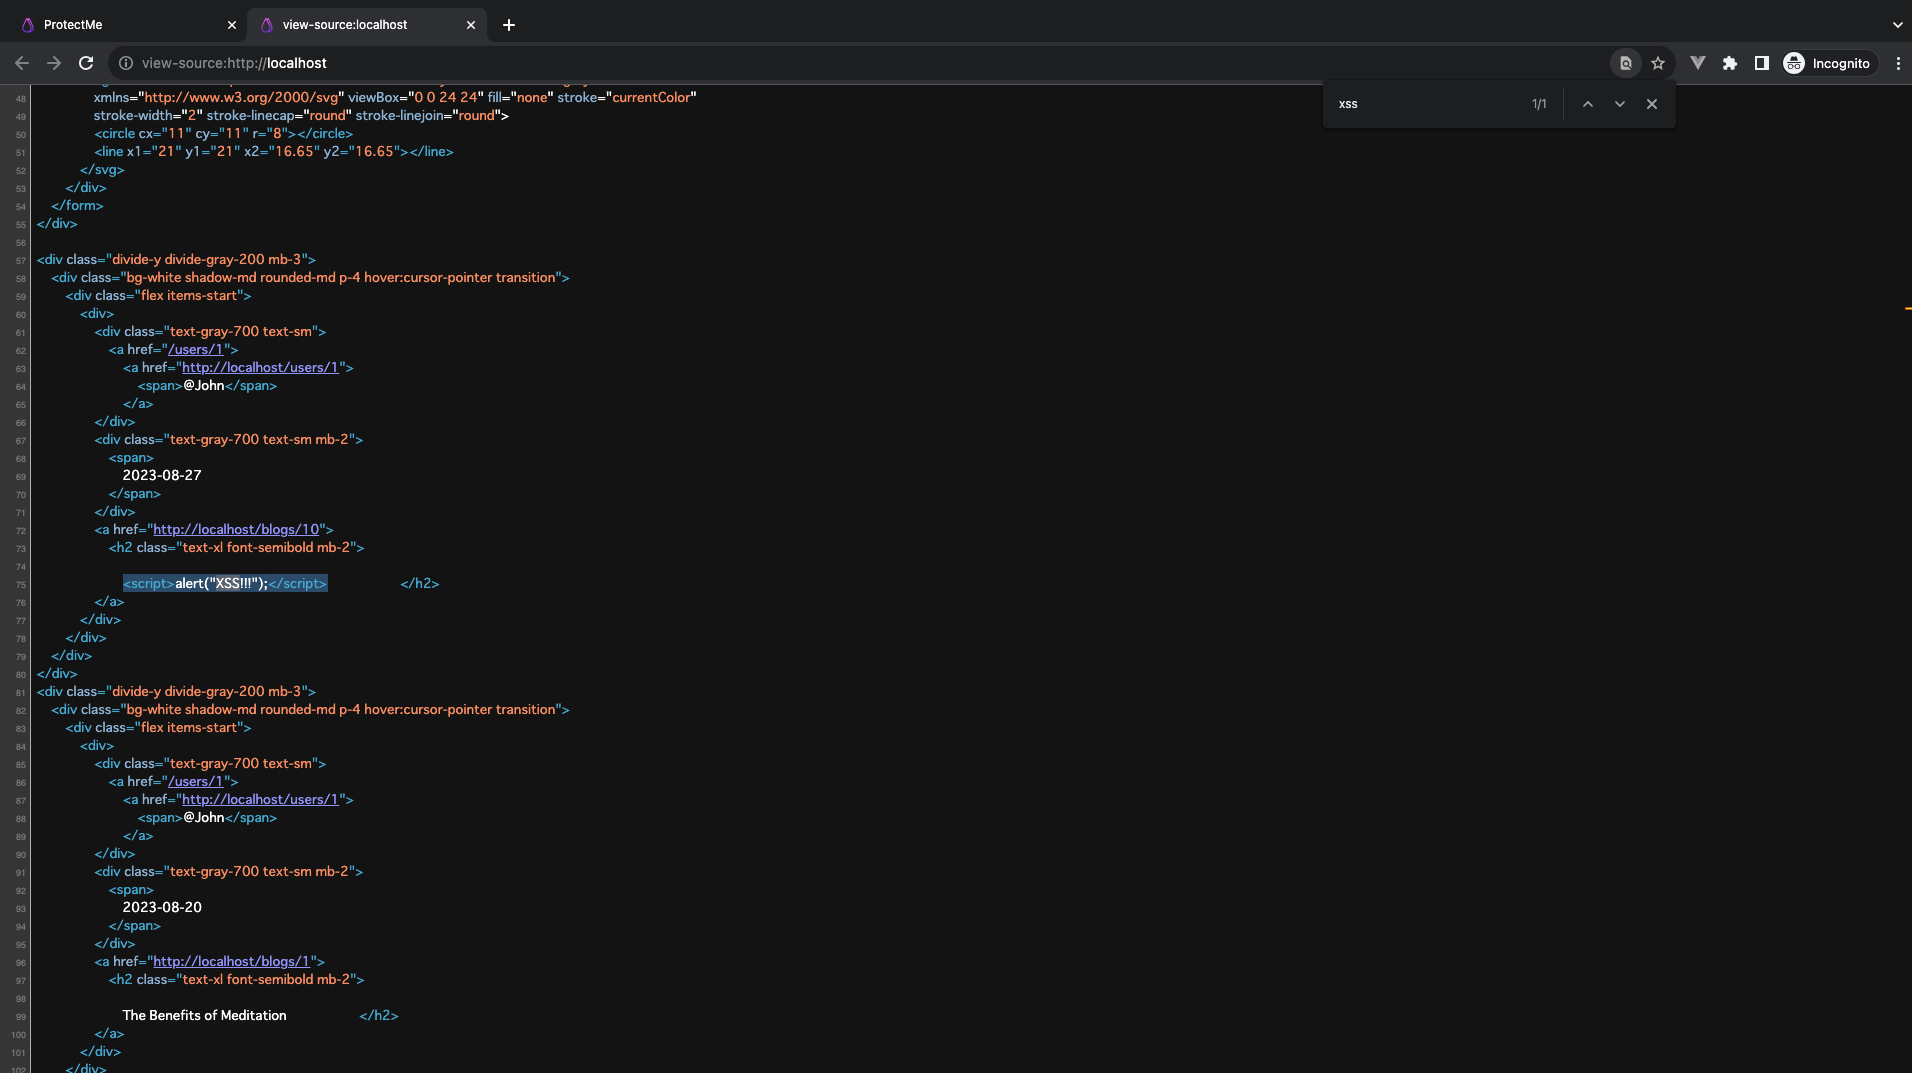 ProtectMe
view-source:localhost
view-source:http://localhost
Incognito
xss 1/1
48 xmlns="http://www.w3.org/2000/svg" viewBox="0 0 24 24" fill="none" stroke="currentColor"
49 stroke-width="2" stroke-linecap="round" stroke-linejoin="round">
50 <circle cx="11" cy="11" r="8"></circle>
51 <line x1="21" y1="21" x2="16.65" y2="16.65"></line>
52 </svg>
53 </div>
54 </form>
55 </div>
56
57 <div class="divide-y divide-gray-200 mb-3">
58 <div class="bg-white shadow-md rounded-md p-4 hover:cursor-pointer transition">
59 <div class="flex items-start">
60 <div>
61 <div class="text-gray-700 text-sm">
62 <a href="/users/1">
63 <a href="http://localhost/users/1">
64 <span>@John</span>
65 </a>
66 </div>
67 <div class="text-gray-700 text-sm mb-2">
68 <span>
69 2023-08-27
70 </span>
71 </div>
72 <a href="http://localhost/blogs/10">
73 <h2 class="text-xl font-semibold mb-2">
74
75 <script>alert("XSS!!!");</script> </h2>
76 </a>
77 </div>
78 </div>
79 </div>
80 </div>
81 <div class="divide-y divide-gray-200 mb-3">
82 <div class="bg-white shadow-md rounded-md p-4 hover:cursor-pointer transition">
83 <div class="flex items-start">
84 <div>
85 <div class="text-gray-700 text-sm">
86 <a href="/users/1">
87 <a href="http://localhost/users/1">
88 <span>@John</span>
89 </a>
90 </div>
91 <div class="text-gray-700 text-sm mb-2">
92 <span>
93 2023-08-20
94 </span>
95 </div>
96 <a href="http://localhost/blogs/1">
97 <h2 class="text-xl font-semibold mb-2">
98
99 The Benefits of Meditation </h2>
100 </a>
101 </div>
102 </div>